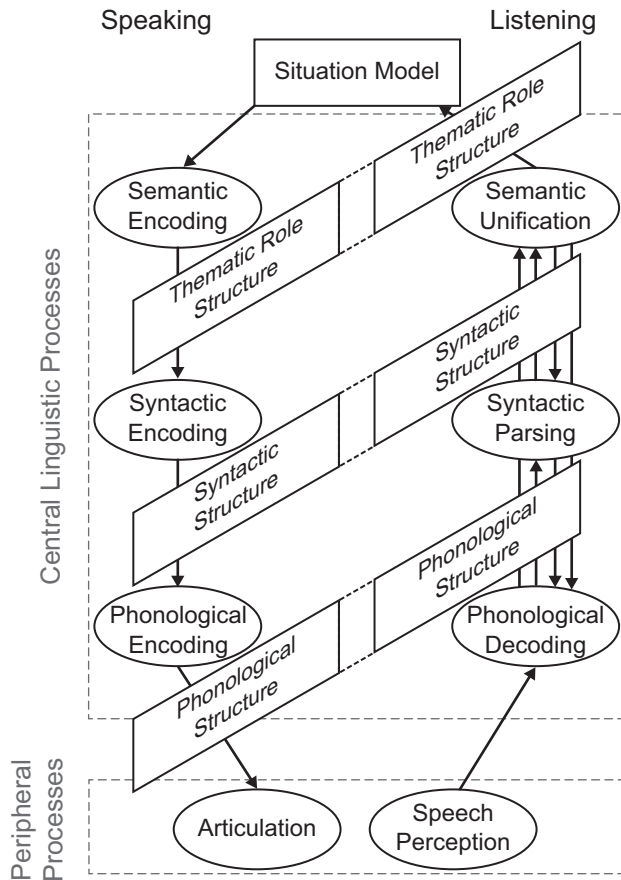 Speaking
Listening
Situation Model
Thematic Role
Structure
Semantic
Encoding
Semantic
Unification
Thematic Role
Structure
Syntactic
Structure
Syntactic
Encoding
Syntactic
Parsing
Syntactic
Structure
Phonological
Structure
Phonological
Encoding
Phonological
Decoding
Phonological
Structure
Articulation
Speech
Perception
Central Linguistic Processes
Peripheral
Processes